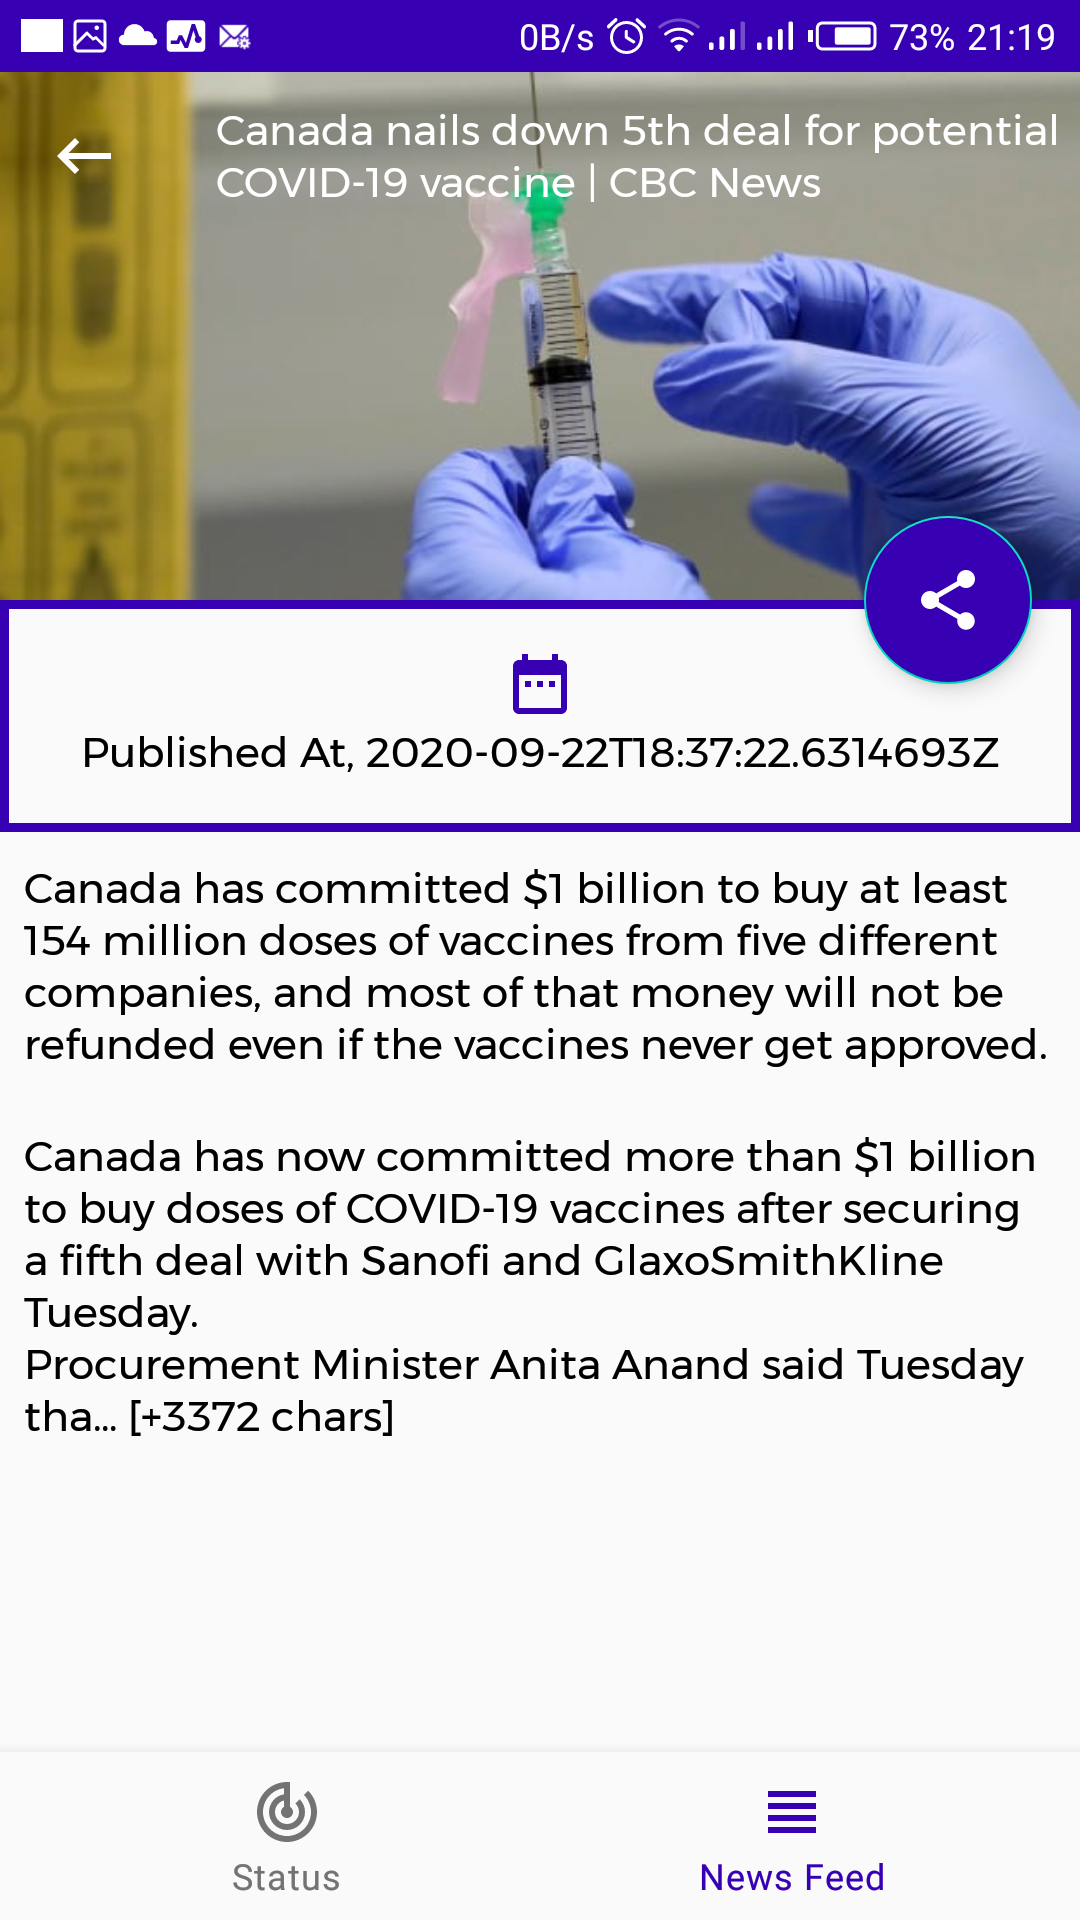 0B/s 73% 21:19
Canada nails down 5th deal for potential
COVID-19 vaccine | CBC News
Published At, 2020-09-22T18:37:22.6314693Z
Canada has committed $1 billion to buy at least
154 million doses of vaccines from five different
companies, and most of that money will not be
refunded even if the vaccines never get approved.
Canada has now committed more than $1 billion
to buy doses of COVID-19 vaccines after securing
a fifth deal with Sanofi and GlaxoSmithKline
Tuesday.
Procurement Minister Anita Anand said Tuesday
tha… [+3372 chars]
Status
News Feed